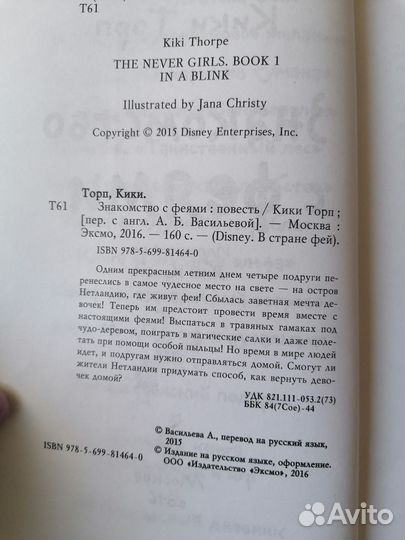 Т61
Kiki Thorpe
THE NEVER GIRLS. BOOK 1
IN A BLINK
Illustrated by Jana Christy
Copyright © 2015 Disney Enterprises, Inc.
Торп, Кики.
Т61 Знакомство с феями : повесть / Кики Торп ;
[пер. с англ. А. Б. Васильевой]. — Москва :
Эксмо, 2016. — 160 с. — (Disney. В стране фей).
ISBN 978-5-699-81464-0
Одним прекрасным летним днем четыре подруги пе-
ренеслись в самое чудесное место на свете — на остров
Нетландию, где живут феи! Сбылась заветная мечта де-
вочек! Теперь им предстоит провести время вместе с
настоящими феями! Выспаться в травяных гамаках под
чудо-деревом, поиграть в магические салки и даже поле-
тать при помощи особой пыльцы! Но время в мире людей
идет, и подругам нужно отправляться домой. Смогут ли
жители Нетландии придумать способ, как вернуть дево-
чек домой?
УДК 821.111-053.2(73)
ББК 84(7Сое)-44
© Васильева А., перевод на русский язык,
2015
© Издание на русском языке, оформление.
ISBN 978-5-699-81464-0 ООО «Издательство «Эксмо», 2016
Avito